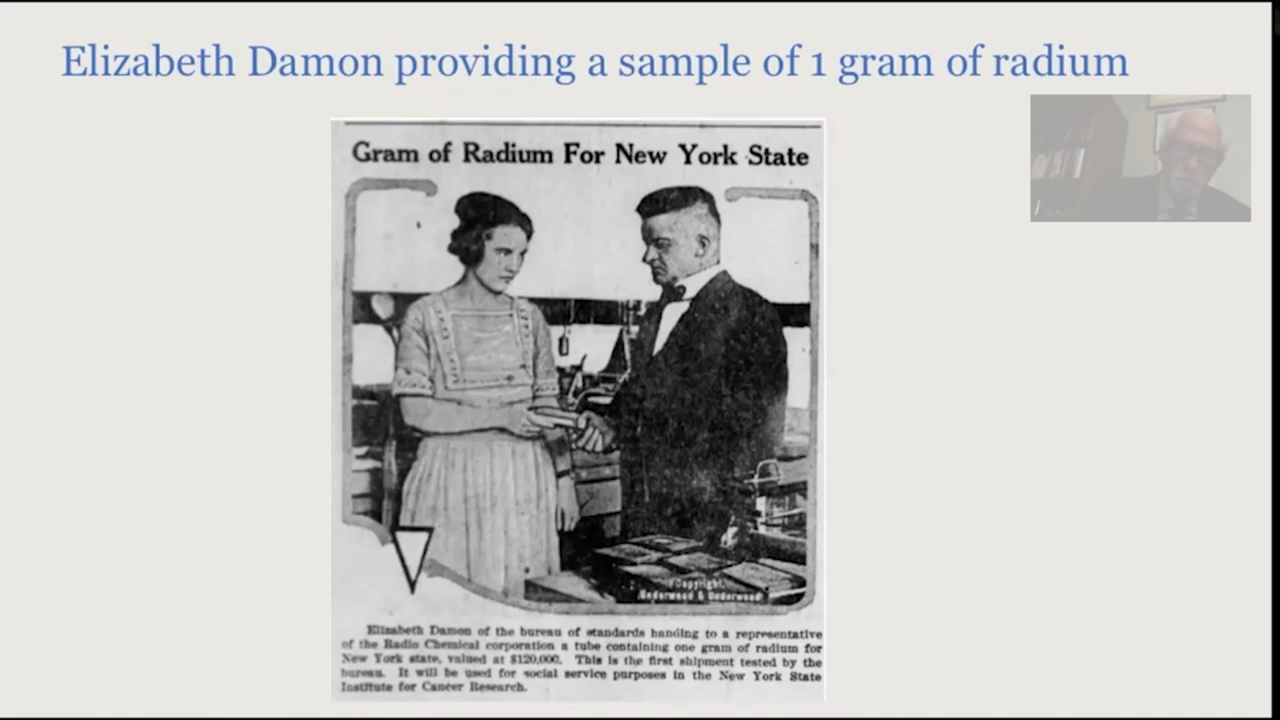 Elizabeth Damon providing a sample of 1 gram of radium
Gram of Radium For New York State
Copyright,
Underwood & Underwood
Elizabeth Damon of the bureau of standards handing to a representative
of the Radio Chemical corporation a tube containing one gram of radium for
New York state, valued at $120,000. This is the first shipment tested by the
bureau. It will be used for social service purposes in the New York State
Institute for Cancer Research.